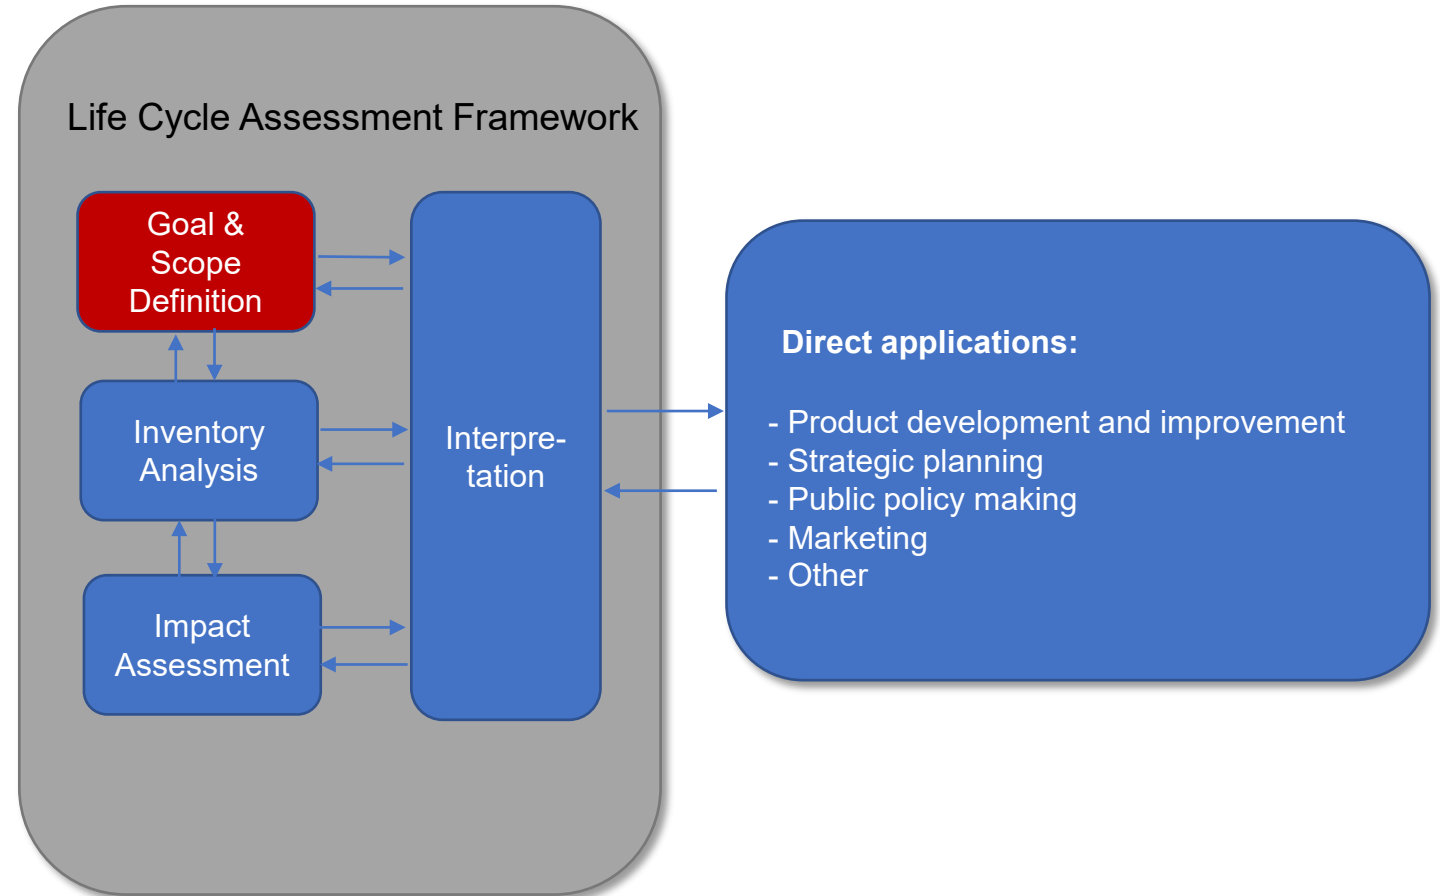 Life Cycle Assessment Framework
Goal &
Scope
Definition
Inventory
Analysis
Impact
Assessment
Interpre-
tation
Direct applications:
- Product development and improvement
- Strategic planning
- Public policy making
- Marketing
- Other